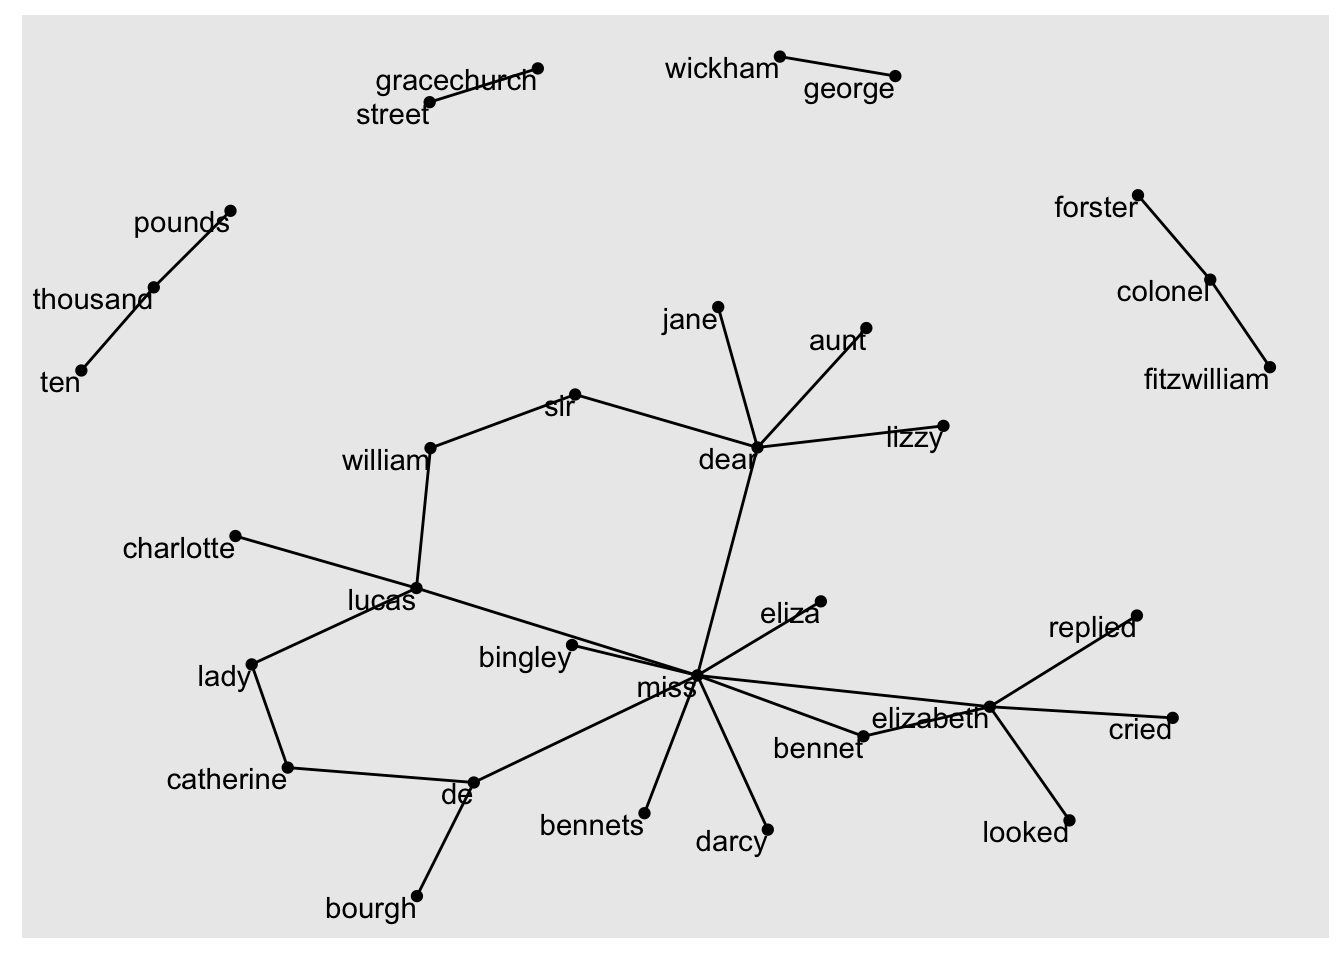 wickham
gracechurch
george
street
forster
pounds
colonel
thousand
jane
aunt
fitzwilliam
ten
sir
lizzy
dear
william
charlotte
lucas
eliza
replied
bingley
lady
miss
elizabeth
cried
bennet
catherine
de
bennets
looked
darcy
bourgh